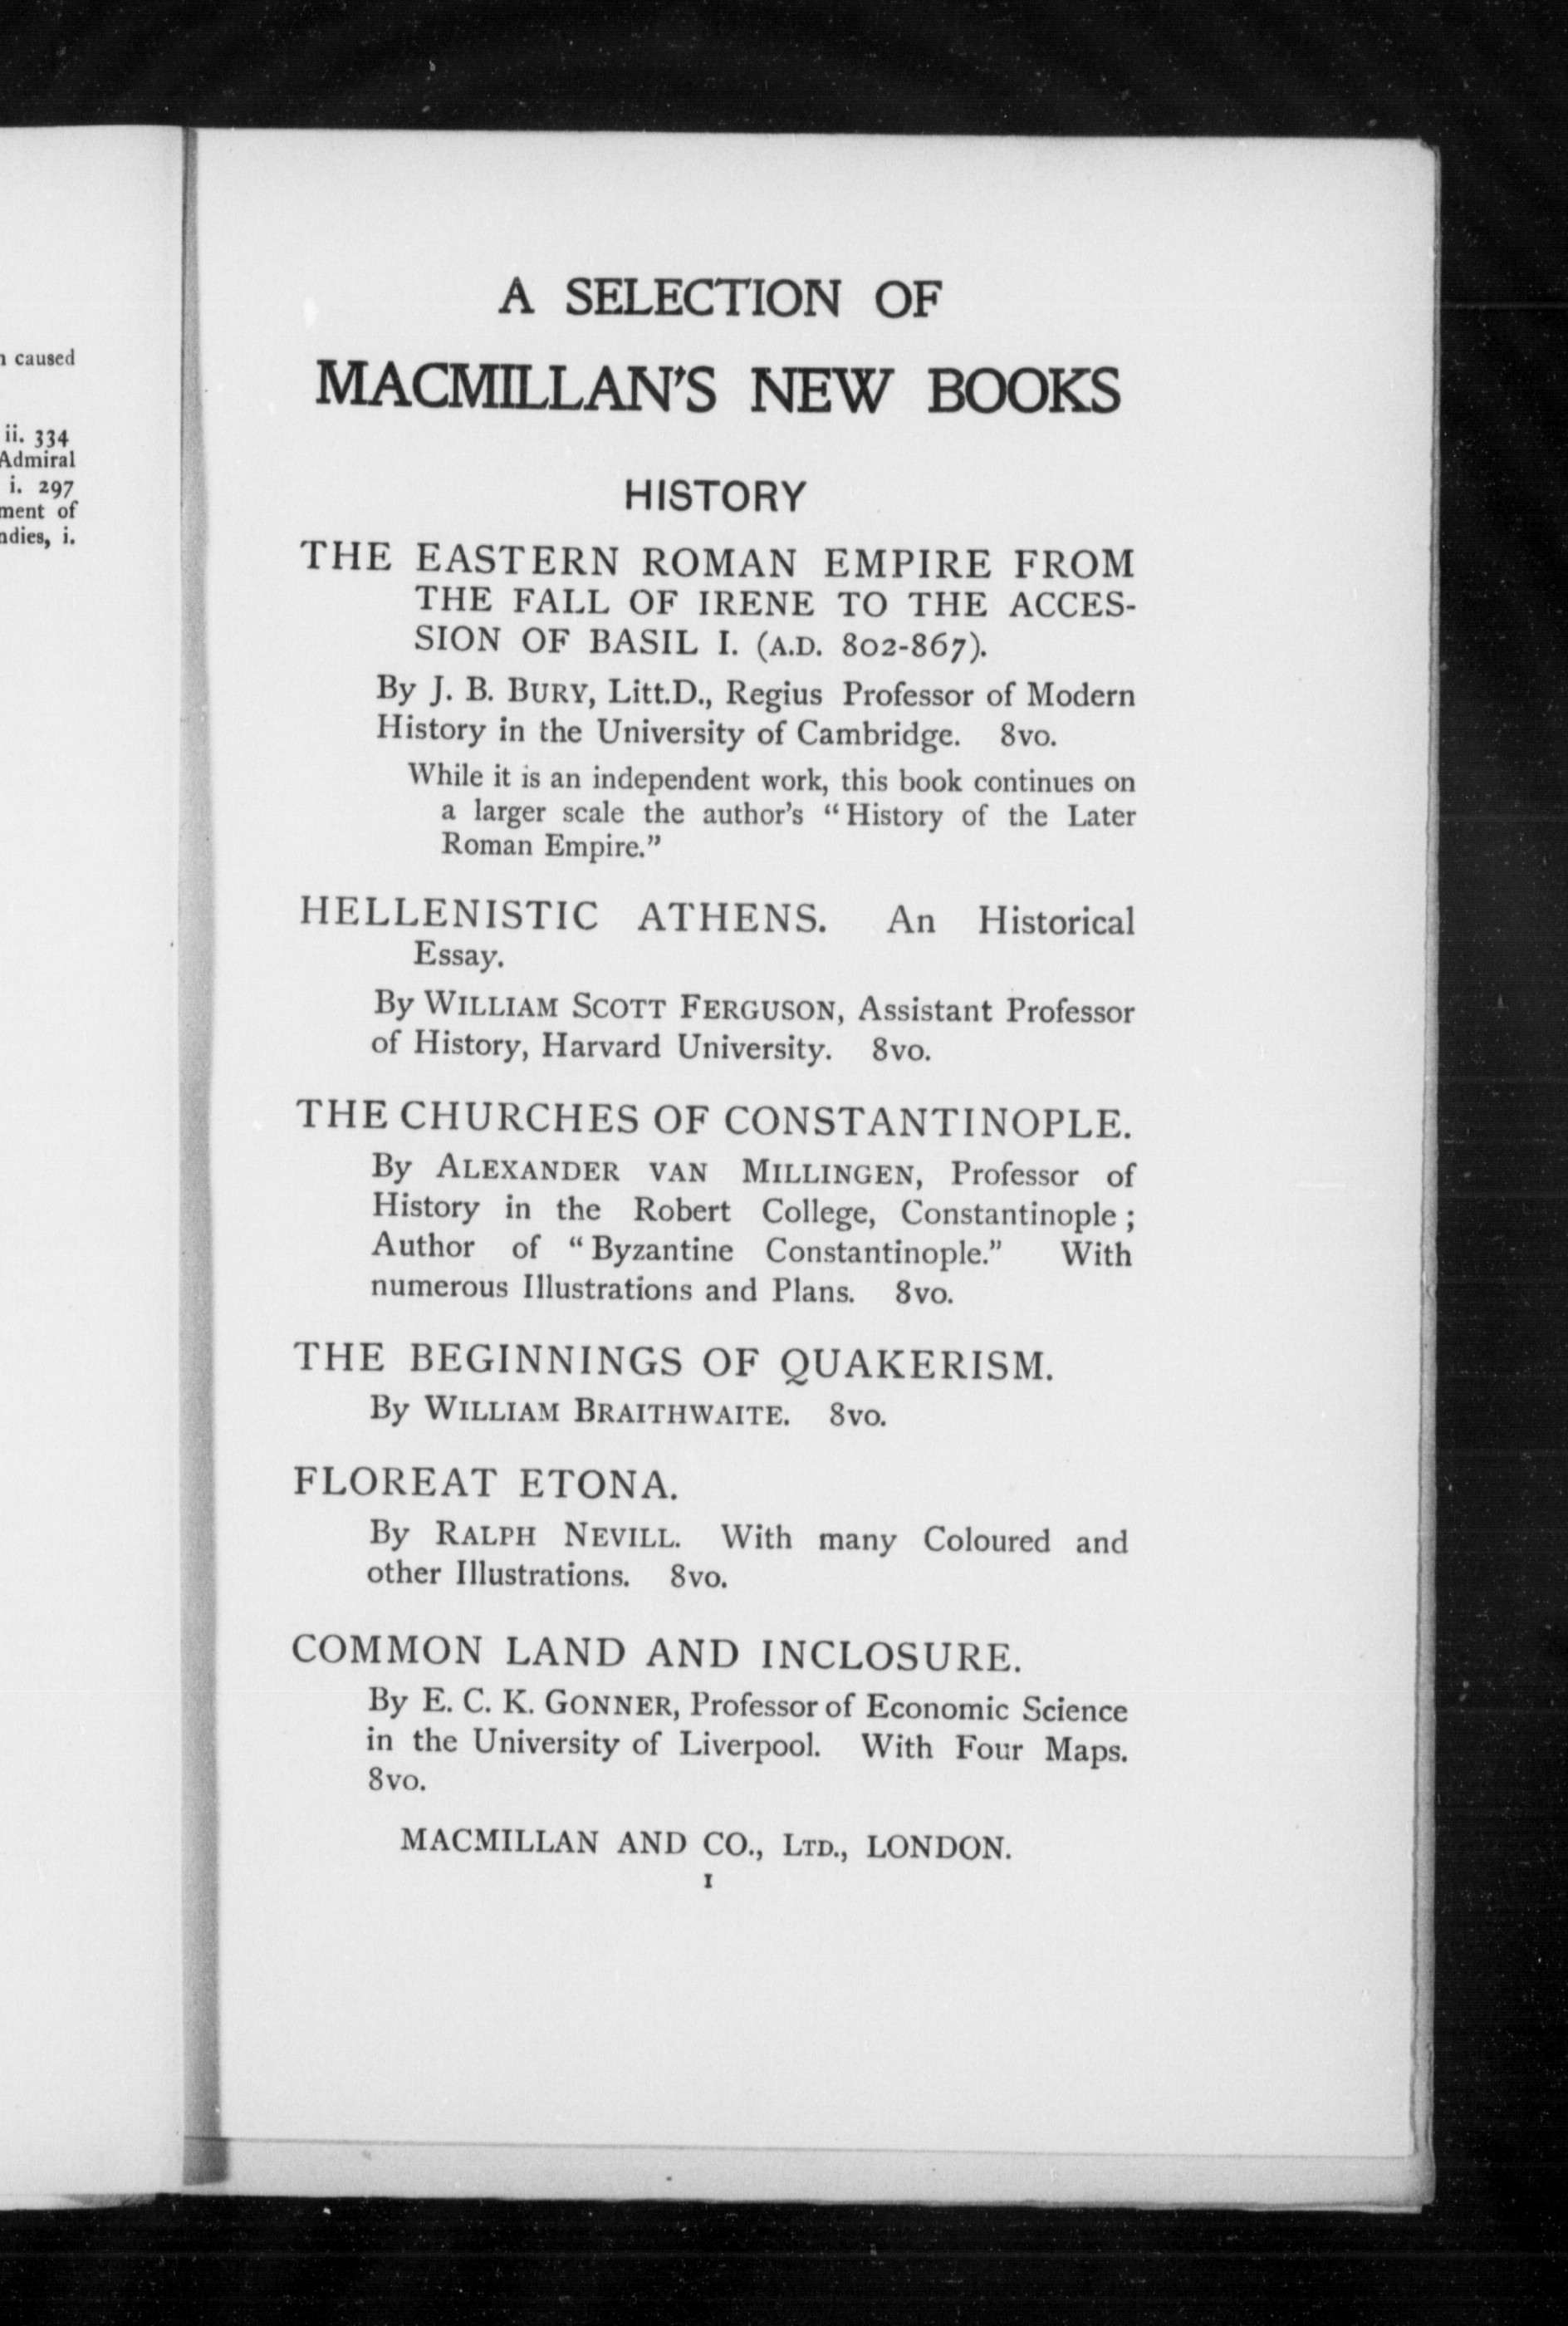 caused
ii. 334
Admiral
i. 297
ment of
ndies, i.
A SELECTION OF
MACMILLAN'S NEW BOOKS
HISTORY
THE EASTERN ROMAN EMPIRE FROM
THE FALL OF IRENE TO THE ACCES-
SION OF BASIL I. (A.D. 802-867).
By J. B. BURY, Litt.D., Regius Professor of Modern
History in the University of Cambridge. 8vo.
While it is an independent work, this book continues on
a larger scale the author's “History of the Later
Roman Empire.”
HELLENISTIC ATHENS. An Historical
Essay.
By WILLIAM SCOTT FERGUSON, Assistant Professor
of History, Harvard University. 8vo.
THE CHURCHES OF CONSTANTINOPLE.
By ALEXANDER VAN MILLINGEN, Professor of
History in the Robert College, Constantinople;
Author of “Byzantine Constantinople.” With
numerous Illustrations and Plans. 8vo.
THE BEGINNINGS OF QUAKERISM.
By WILLIAM BRAITHWAITE. 8vo.
FLOREAT ETONA.
By RALPH NEVILL. With many Coloured and
other Illustrations. 8vo.
COMMON LAND AND INCLOSURE.
By E. C. K. GONNER, Professor of Economic Science
in the University of Liverpool. With Four Maps.
8vo.
MACMILLAN AND CO., LTD., LONDON.
1